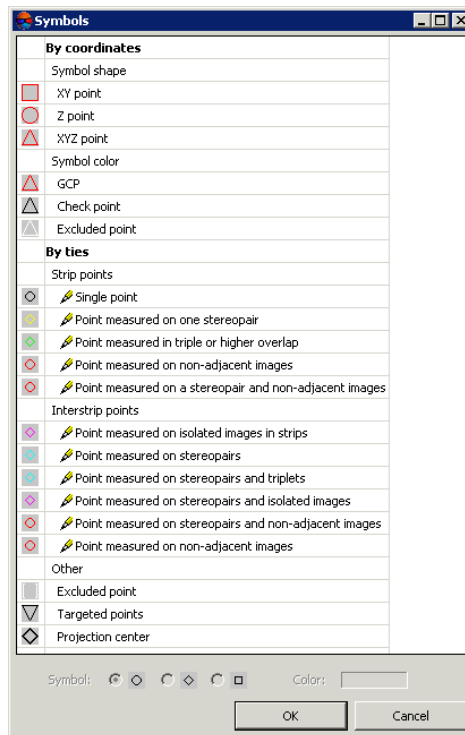 Symbols
By coordinates
Symbol shape
XY point
Z point
XYZ point
Symbol color
GCP
Check point
Excluded point
By ties
Strip points
Single point
Point measured on one stereopair
Point measured in triple or higher overlap
Point measured on non-adjacent images
Point measured on a stereopair and non-adjacent images
Interstrip points
Point measured on isolated images in strips
Point measured on stereopairs
Point measured on stereopairs and triplets
Point measured on stereopairs and isolated images
Point measured on stereopairs and non-adjacent images
Point measured on non-adjacent images
Other
Excluded point
Targeted points
Projection center
Symbol: Color:
OK Cancel